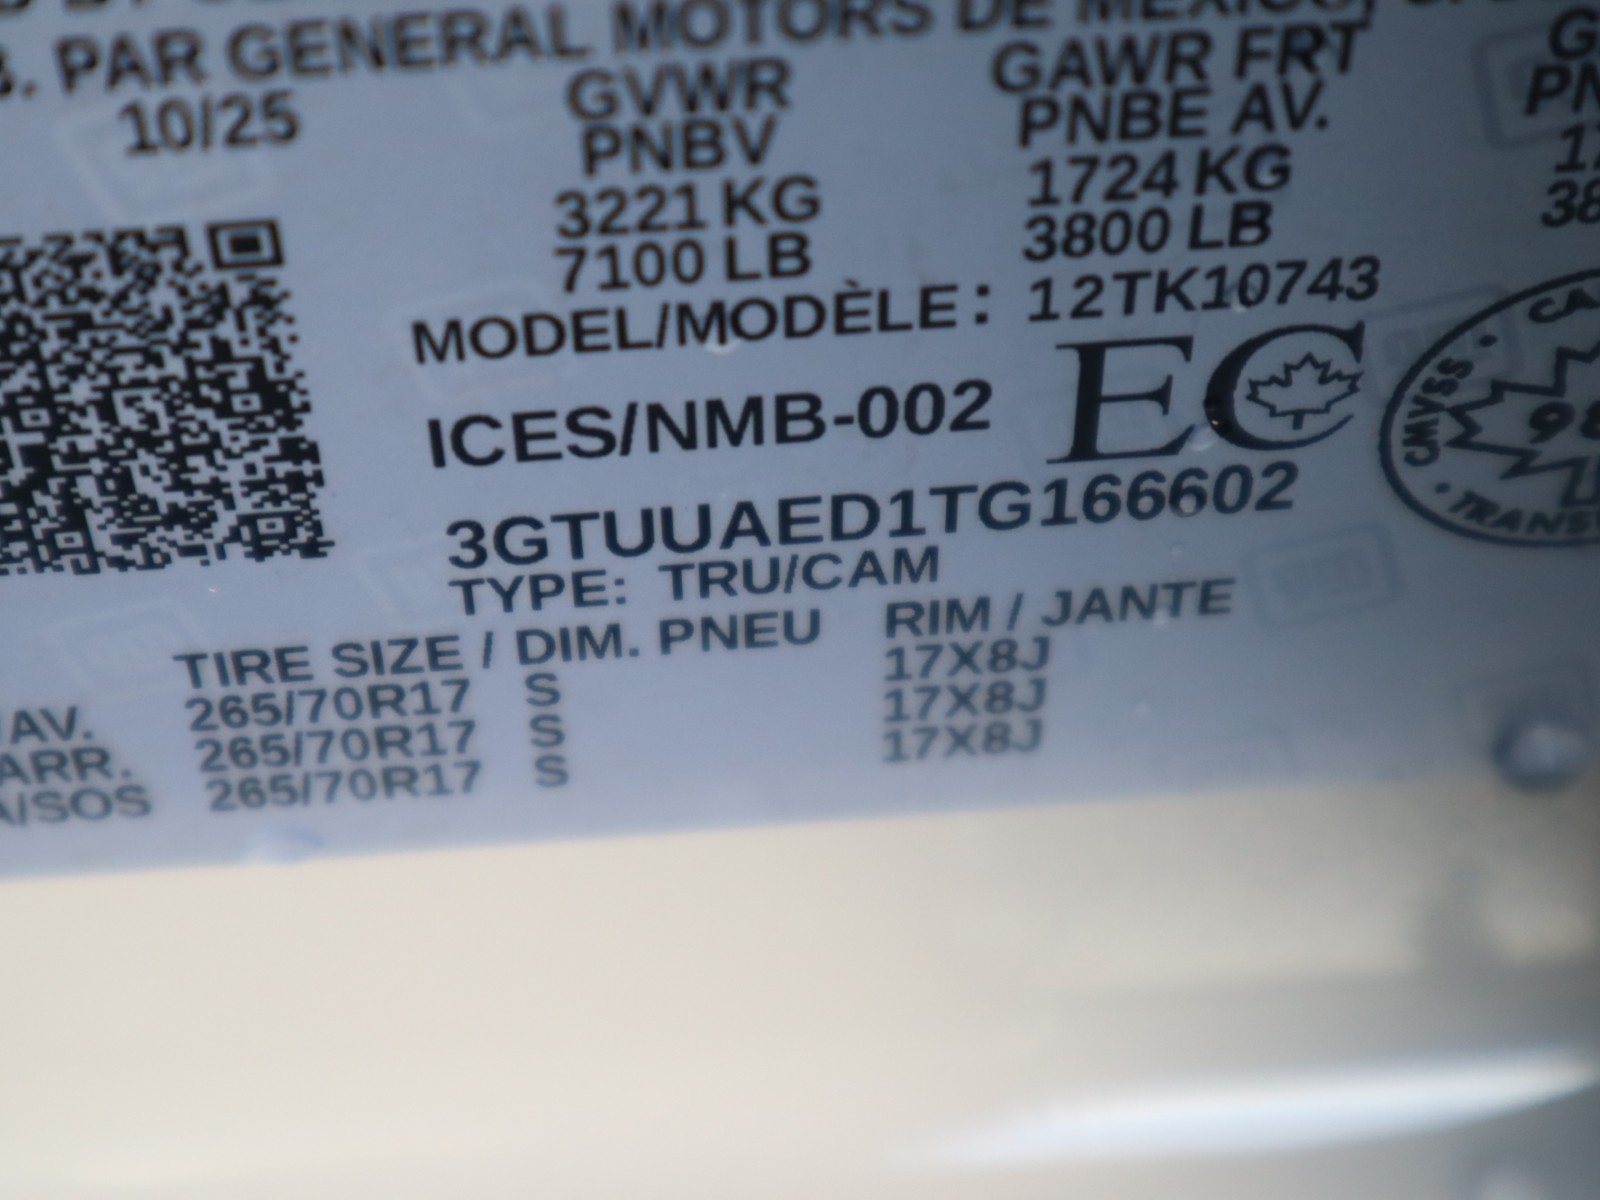 . PAR GENERAL MOTORS DE MEXICO,
10/25
GVWR
PNBV
3221 KG
7100 LB
GAWR FRT
PNBE AV.
1724 KG
3800 LB
MODEL/MODÈLE: 12TK10743
ICES/NMB-002 EC
3GTUUAED1TG166602
TYPE: TRU/CAM
CMVSS
TIRE SIZE / DIM. PNEU RIM / JANTE
/AV. 265/70R17 S 17X8J
ARR. 265/70R17 S 17X8J
A/SOS 265/70R17 S 17X8J